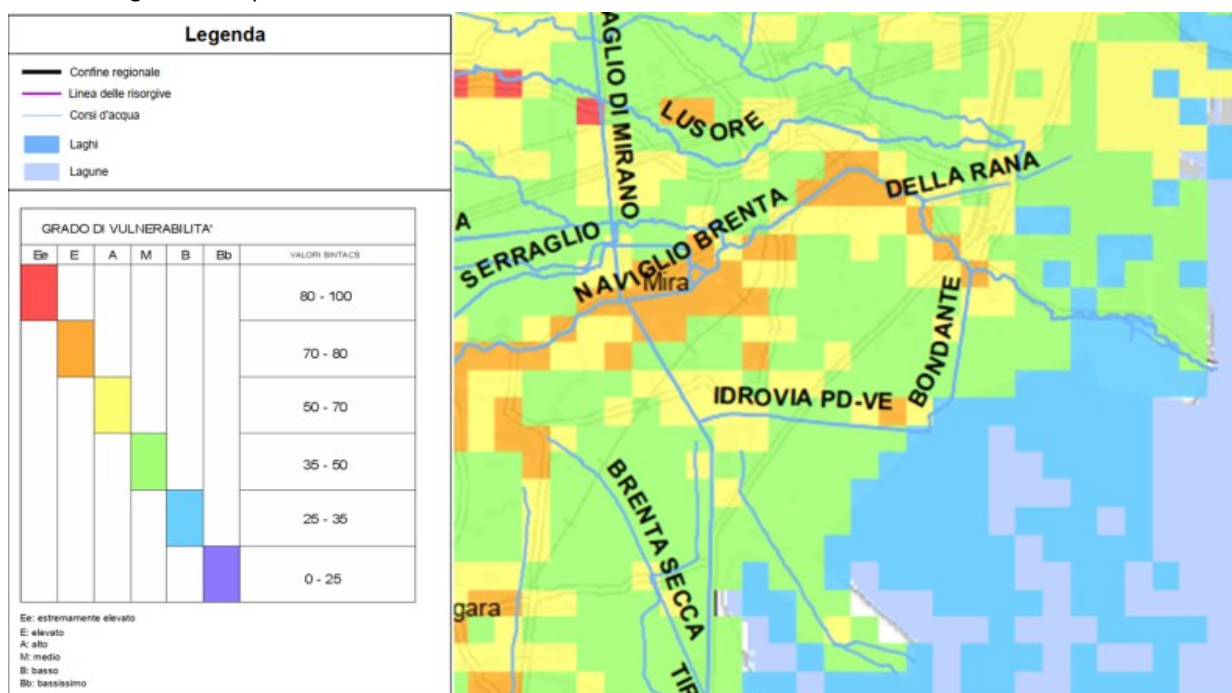 Legenda
Confine regionale
Linea delle risorgive
Corsi d'acqua
Laghi
Lagune
GRADO DI VULNERABILITA'
Ee E A M B Bb VALORI SINTACS
80 - 100
70 - 80
50 - 70
35 - 50
25 - 35
0 - 25
Ee: estremamente elevato
E: elevato
A: alto
M: medio
B: basso
Bb: bassissimo
AGLIO DI MIRANO
LUSORE
DELLA RANA
A
SERRAGLIO
NAVIGLIO BRENTA
Mira
BONDANTE
IDROVIA PD-VE
BRENTA SECCA
gara
TIP